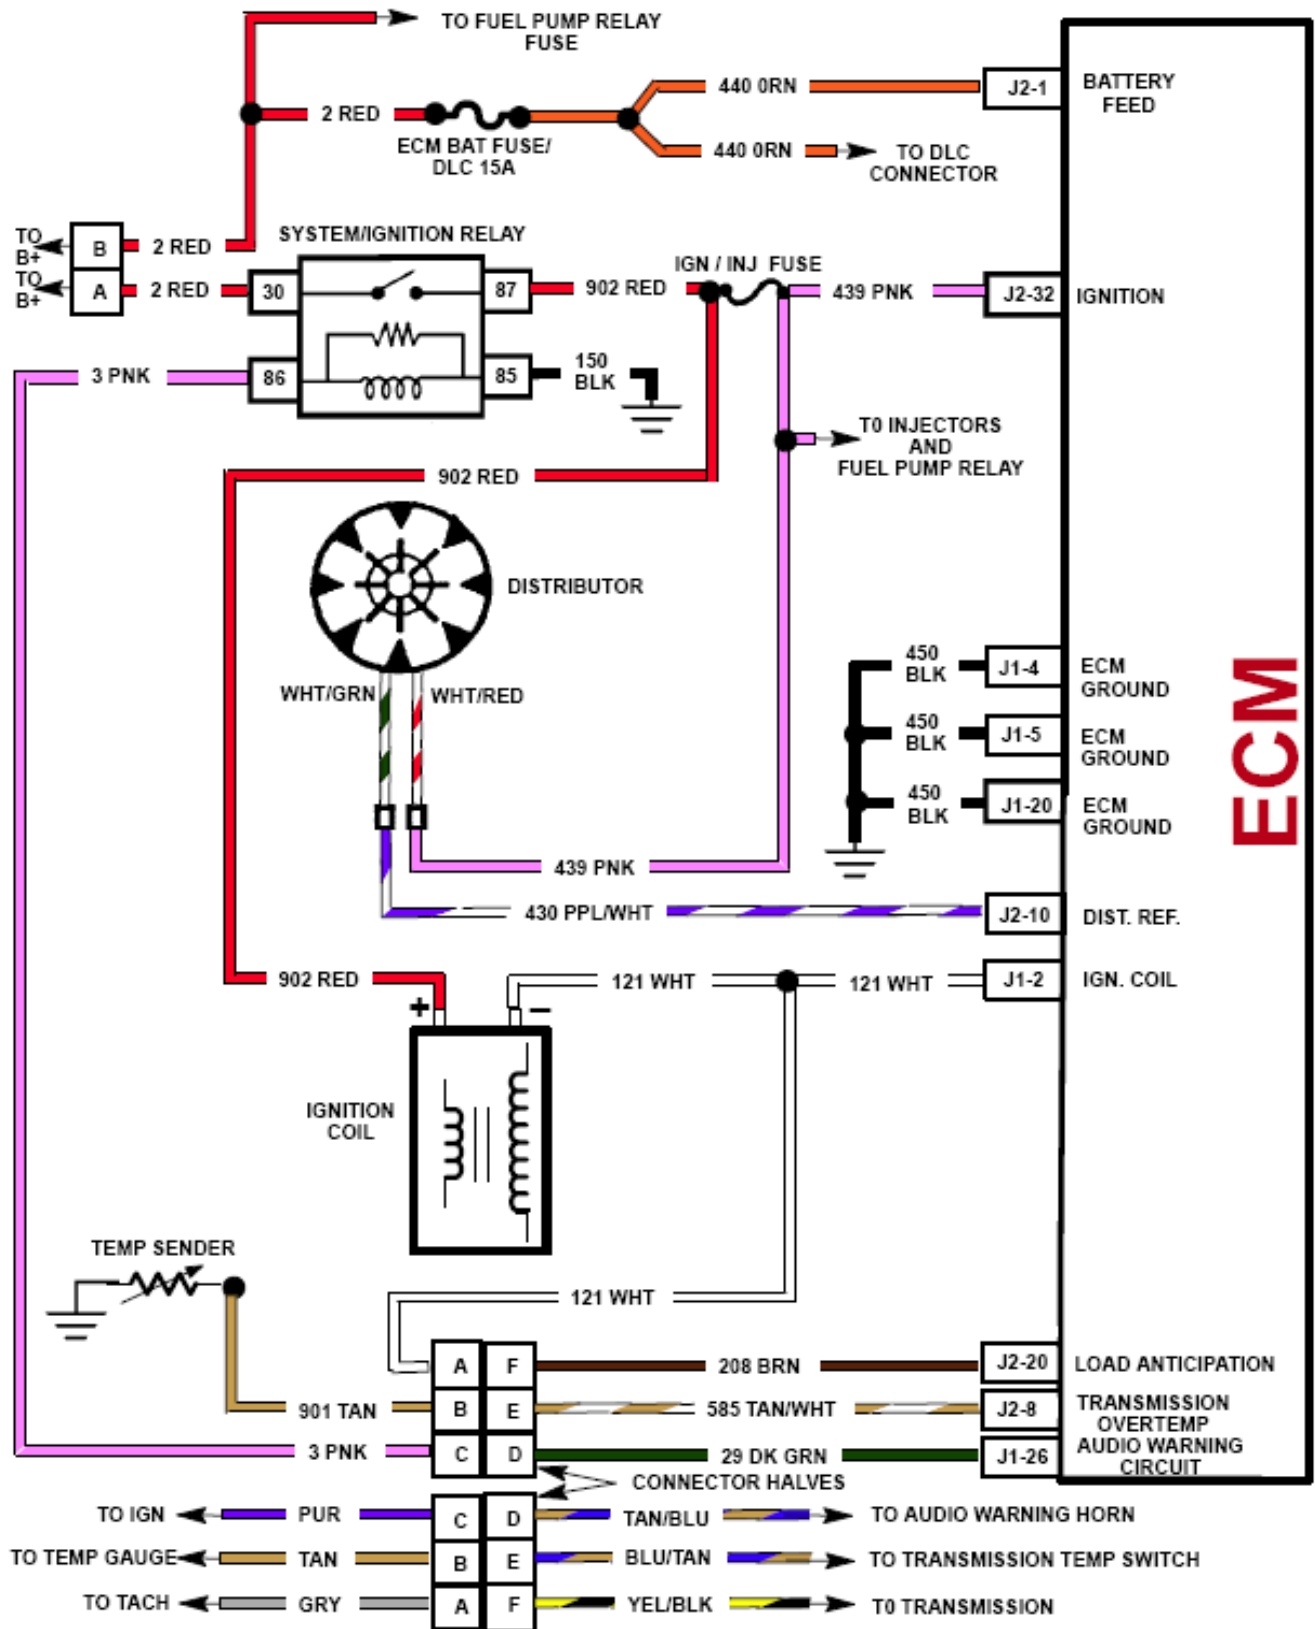 TO FUEL PUMP RELAY
FUSE
440 0RN
J2-1
BATTERY
FEED
2 RED
ECM BAT FUSE/
DLC 15A
440 0RN
TO DLC
CONNECTOR
TO
B+
B
2 RED
SYSTEM/IGNITION RELAY
TO
B+
A
2 RED
30
87
902 RED
IGN / INJ FUSE
439 PNK
J2-32
IGNITION
3 PNK
86
85
150
BLK
T0 INJECTORS
AND
FUEL PUMP RELAY
902 RED
DISTRIBUTOR
WHT/GRN
WHT/RED
450
BLK
J1-4
ECM
GROUND
450
BLK
J1-5
ECM
GROUND
450
BLK
J1-20
ECM
GROUND
ECM
439 PNK
430 PPL/WHT
J2-10
DIST. REF.
902 RED
121 WHT
121 WHT
J1-2
IGN. COIL
+
−
IGNITION
COIL
TEMP SENDER
121 WHT
A
F
208 BRN
J2-20
LOAD ANTICIPATION
901 TAN
B
E
585 TAN/WHT
J2-8
TRANSMISSION
OVERTEMP
3 PNK
C
D
29 DK GRN
J1-26
AUDIO WARNING
CIRCUIT
CONNECTOR HALVES
TO IGN
PUR
C
D
TAN/BLU
TO AUDIO WARNING HORN
TO TEMP GAUGE
TAN
B
E
BLU/TAN
TO TRANSMISSION TEMP SWITCH
TO TACH
GRY
A
F
YEL/BLK
T0 TRANSMISSION